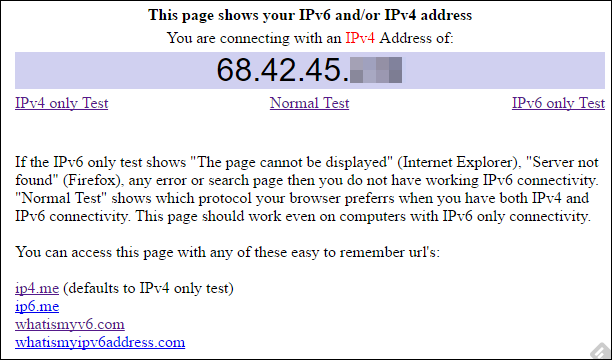 This page shows your IPv6 and/or IPv4 address
You are connecting with an IPv4 Address of:
68.42.45.
IPv4 only Test Normal Test IPv6 only Test
If the IPv6 only test shows "The page cannot be displayed" (Internet Explorer), "Server not
found" (Firefox), any error or search page then you do not have working IPv6 connectivity.
"Normal Test" shows which protocol your browser preferrs when you have both IPv4 and
IPv6 connectivity. This page should work even on computers with IPv6 only connectivity.
You can access this page with any of these easy to remember url's:
ip4.me (defaults to IPv4 only test)
ip6.me
whatismyv6.com
whatismyipv6address.com